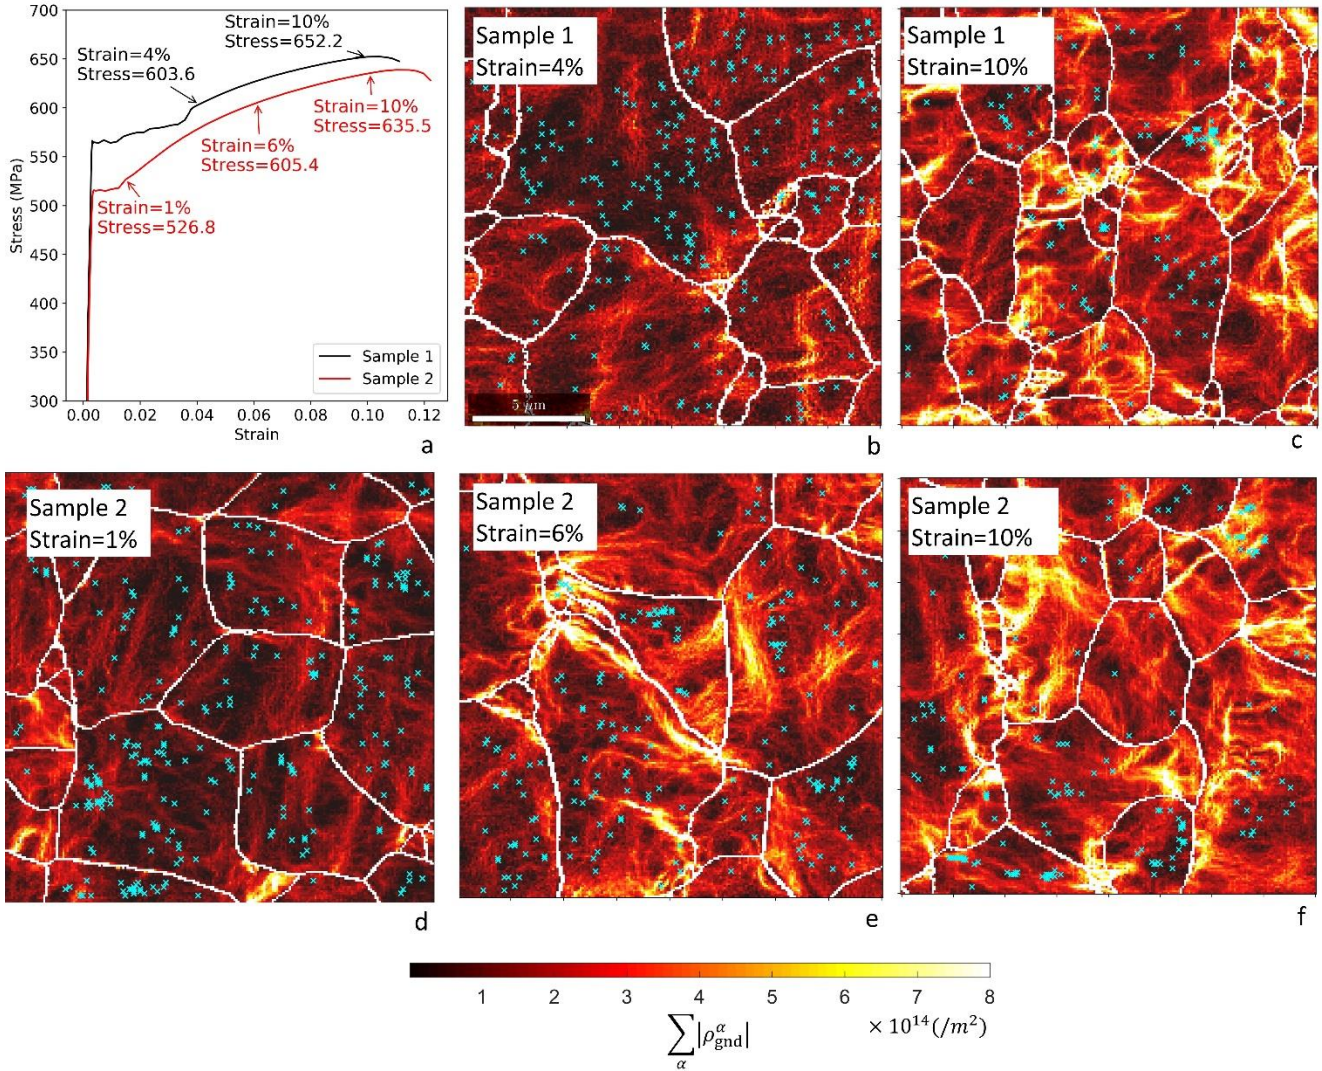 700
650
600
550
500
450
400
350
300
Stress (MPa)
Strain=4%
Stress=603.6
Strain=10%
Stress=652.2
Strain=10%
Stress=635.5
Strain=6%
Stress=605.4
Strain=1%
Stress=526.8
Sample 1
Sample 2
0.00 0.02 0.04 0.06 0.08 0.10 0.12
Strain
a
Sample 1
Strain=4%
5 μm
b
Sample 1
Strain=10%
c
Sample 2
Strain=1%
d
Sample 2
Strain=6%
e
Sample 2
Strain=10%
f
1 2 3 4 5 6 7 8
∑α|ραgnd| × 10¹⁴(/m²)